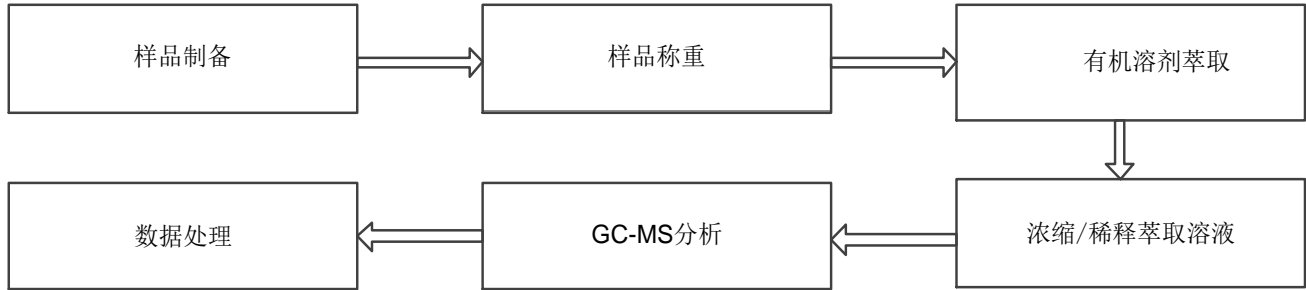 样品制备
样品称重
有机溶剂萃取
浓缩/稀释萃取溶液
GC-MS分析
数据处理